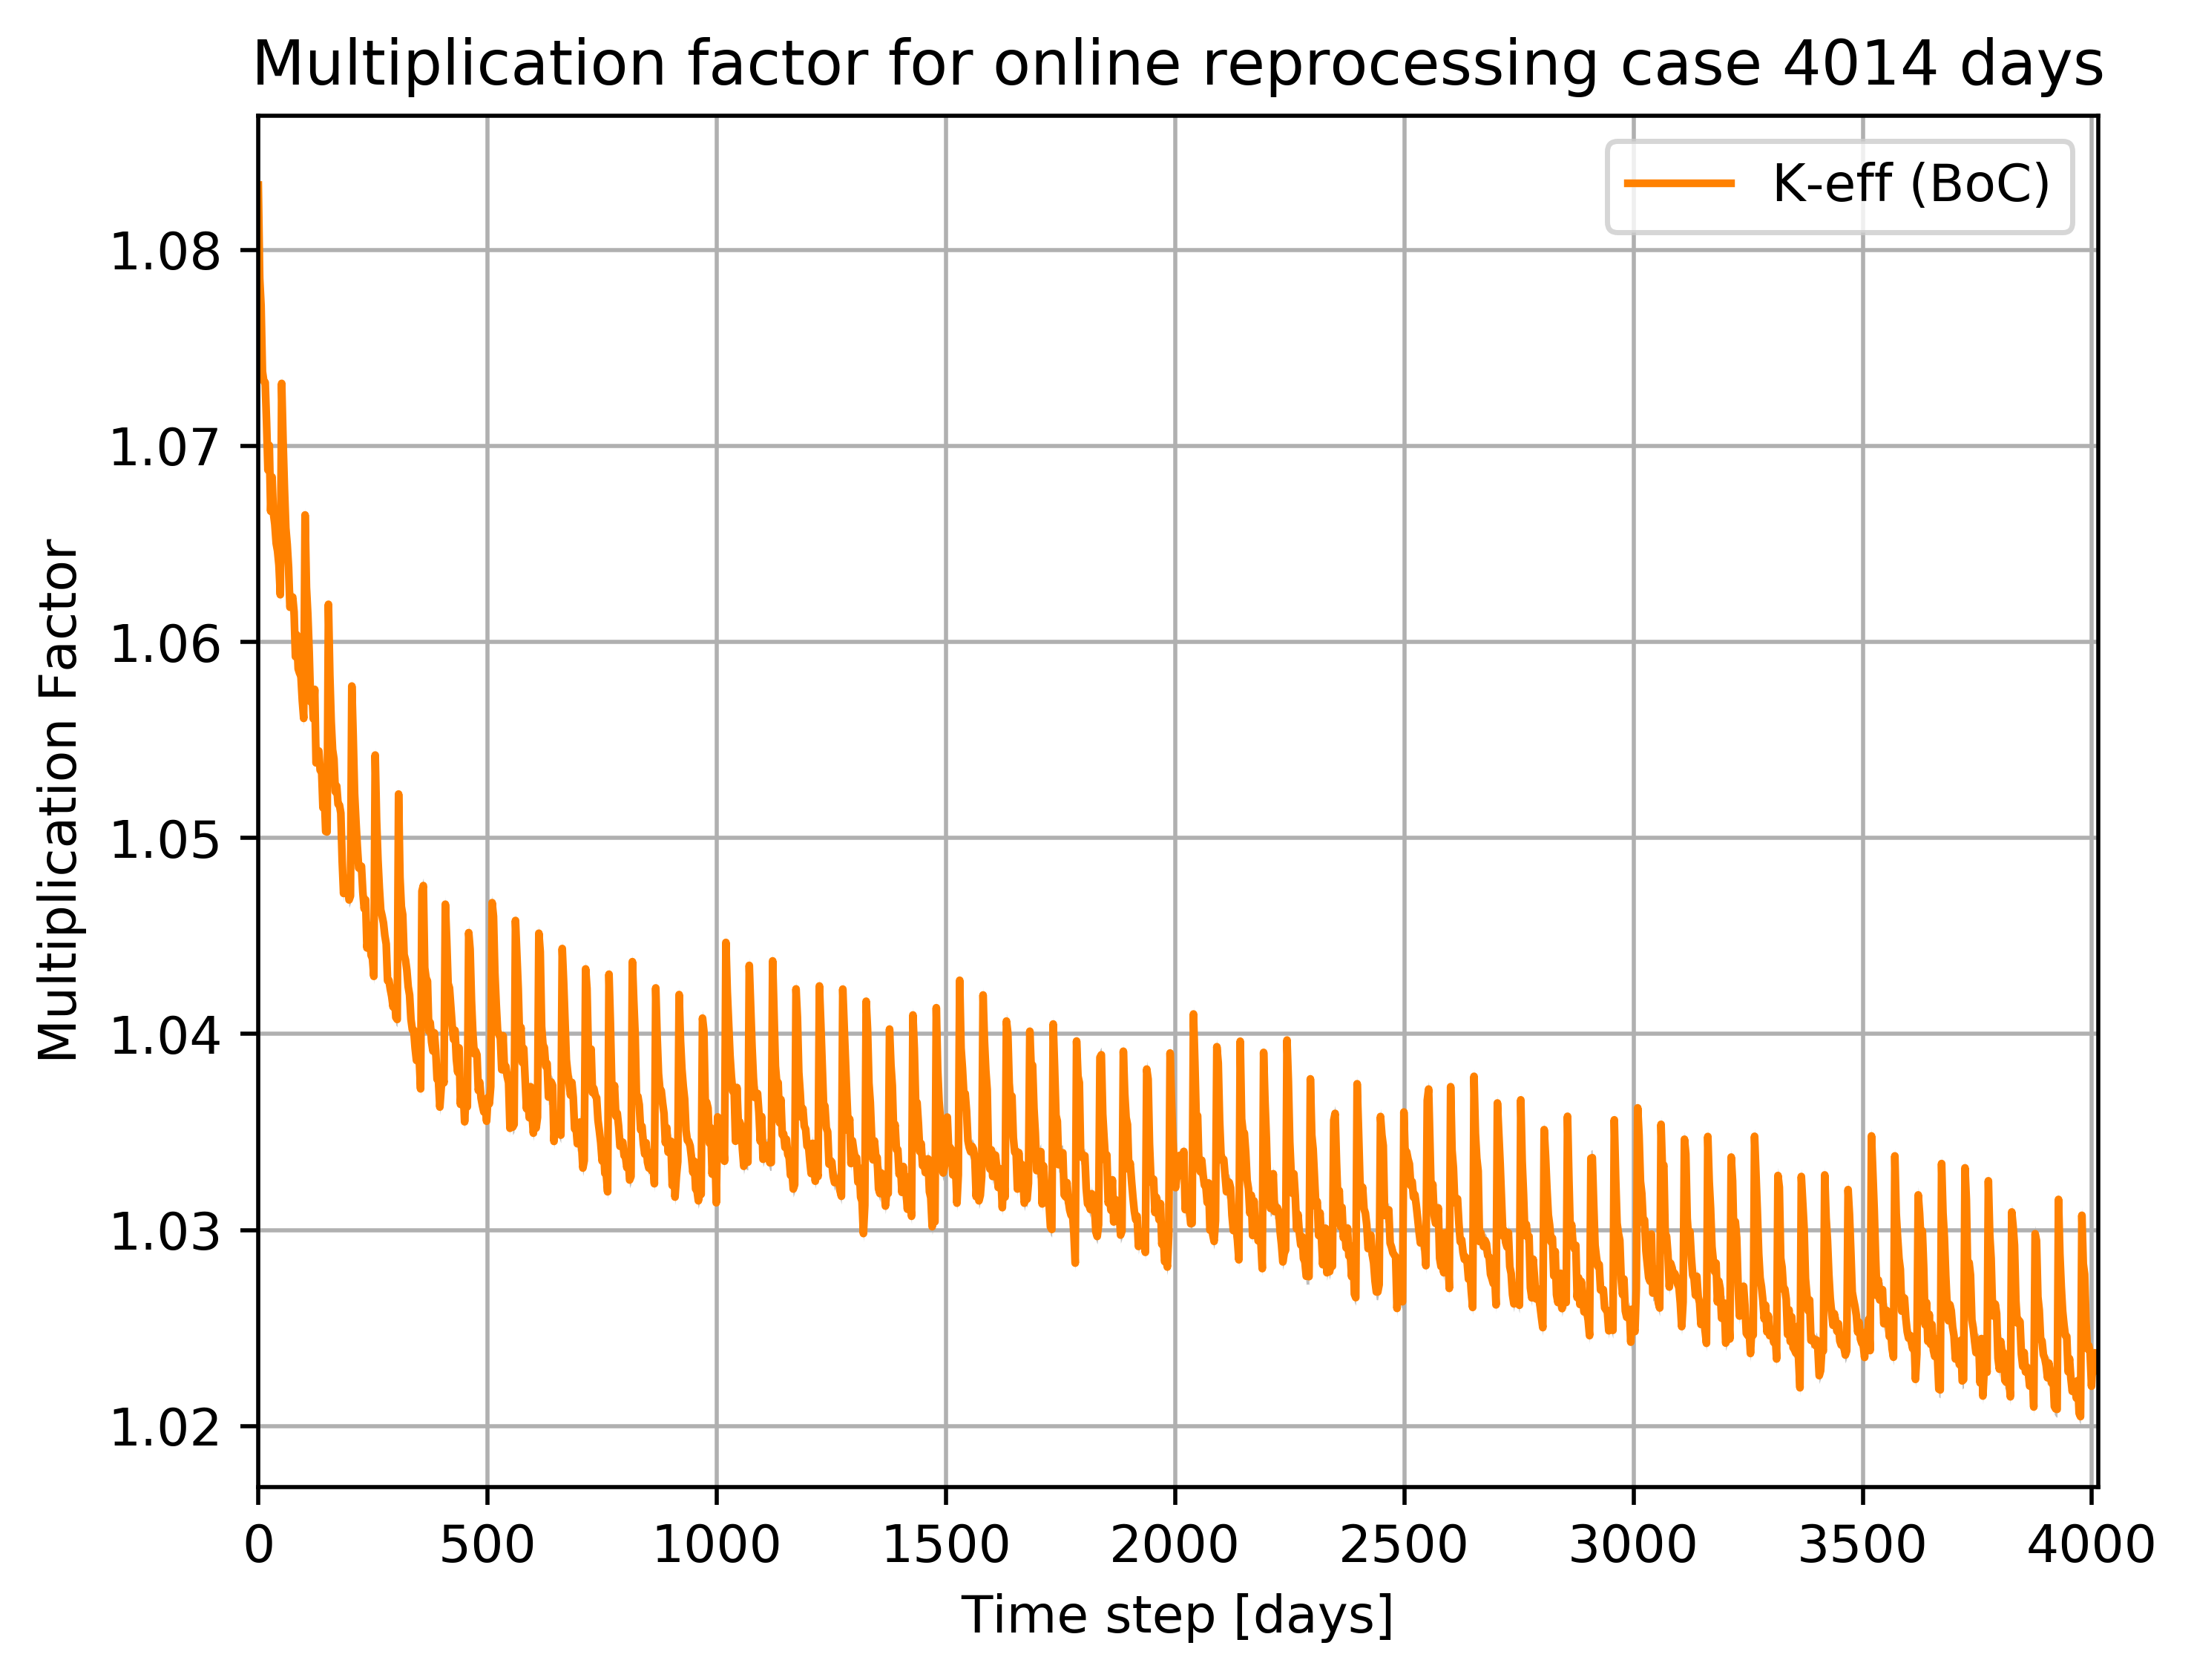 Multiplication factor for online reprocessing case 4014 days
K-eff (BoC)
Multiplication Factor
1.08
1.07
1.06
1.05
1.04
1.03
1.02
0 500 1000 1500 2000 2500 3000 3500 4000
Time step [days]